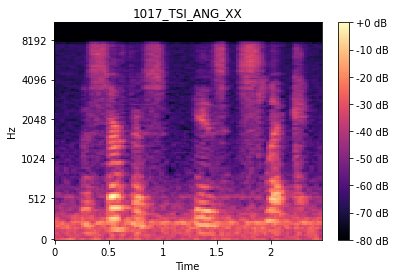 1017_TSI_ANG_XX
+0 dB
8192
-10 dB
4096
-20 dB
-30 dB
2048
-40 dB
Hz
1024
-50 dB
512
-60 dB
-70 dB
0
-80 dB
0 0.5 1 1.5 2
Time